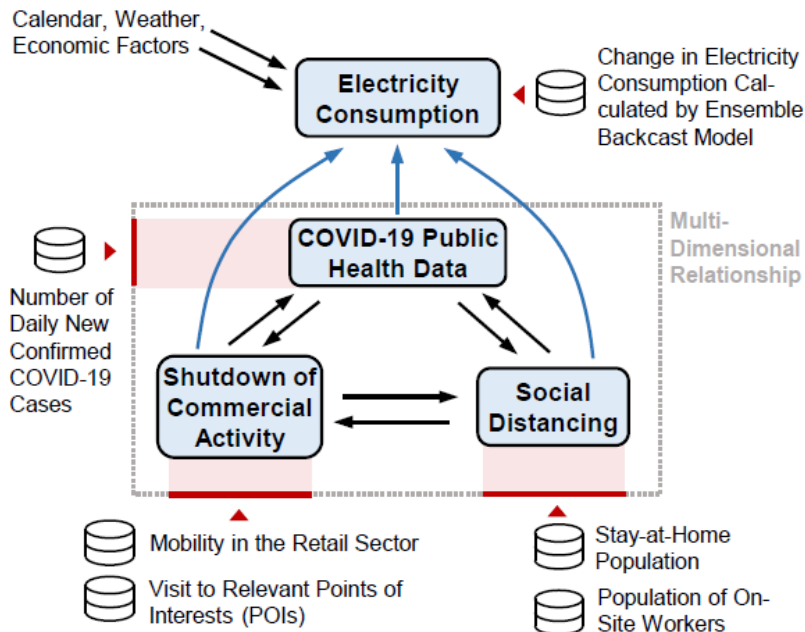 Calendar, Weather,
Economic Factors
Electricity
Consumption
Change in Electricity
Consumption Cal-
culated by Ensemble
Backcast Model
Multi-
Dimensional
Relationship
COVID-19 Public
Health Data
Number of
Daily New
Confirmed
COVID-19
Cases
Shutdown of
Commercial
Activity
Social
Distancing
Mobility in the Retail Sector
Visit to Relevant Points of
Interests (POIs)
Stay-at-Home
Population
Population of On-
Site Workers